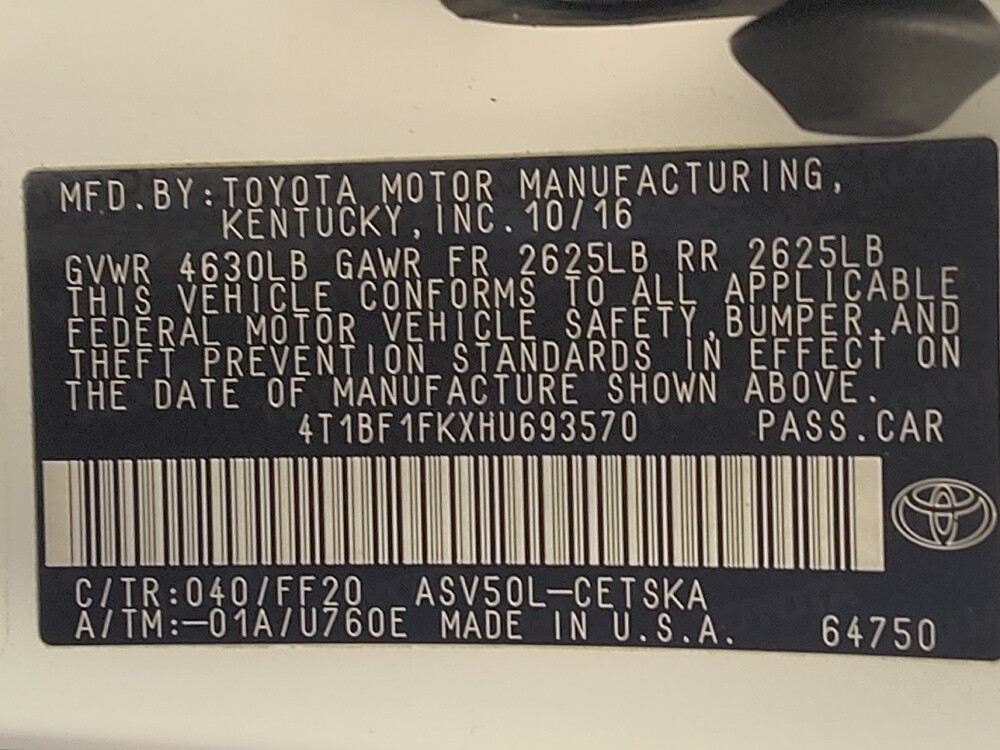 MFD.BY:TOYOTA MOTOR MANUFACTURING,
KENTUCKY,INC.10/16
GVWR 4630LB GAWR FR 2625LB RR 2625LB
THIS VEHICLE CONFORMS TO ALL APPLICABLE
FEDERAL MOTOR VEHICLE SAFETY,BUMPER,AND
THEFT PREVENTION STANDARDS IN EFFECT ON
THE DATE OF MANUFACTURE SHOWN ABOVE.
4T1BF1FKXHU693570 PASS.CAR
C/TR:040/FF20 ASV50L-CETSKA
A/TM:-01A/U760E MADE IN U.S.A. 64750